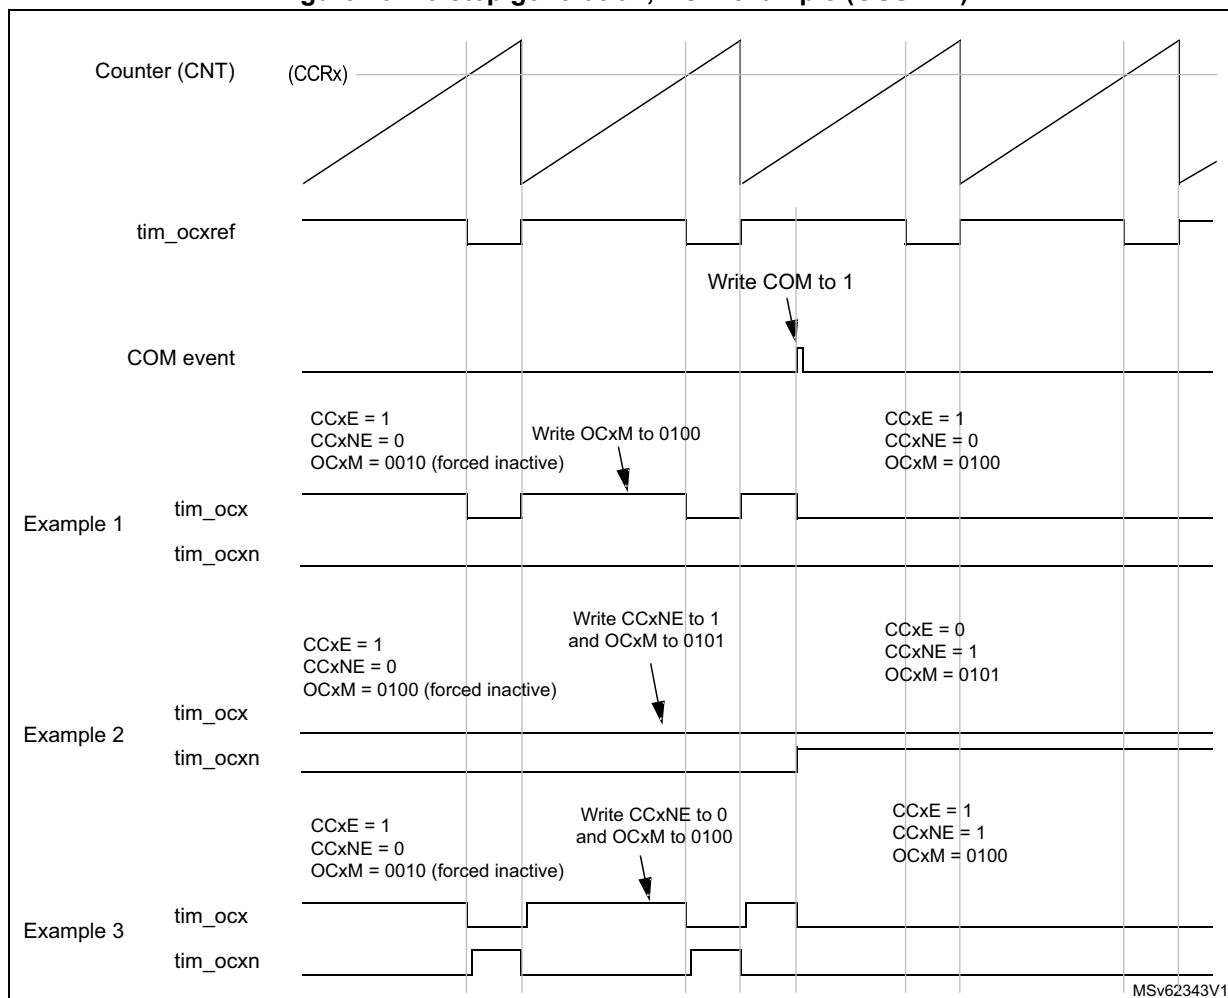 Counter (CNT)
(CCRx)
tim_ocxref
Write COM to 1
COM event
CCxE = 1
CCxNE = 0
OCxM = 0010 (forced inactive)
Write OCxM to 0100
CCxE = 1
CCxNE = 0
OCxM = 0100
Example 1
tim_ocx
tim_ocxn
CCxE = 1
CCxNE = 0
OCxM = 0100 (forced inactive)
Write CCxNE to 1
and OCxM to 0101
CCxE = 0
CCxNE = 1
OCxM = 0101
Example 2
tim_ocx
tim_ocxn
CCxE = 1
CCxNE = 0
OCxM = 0010 (forced inactive)
Write CCxNE to 0
and OCxM to 0100
CCxE = 1
CCxNE = 1
OCxM = 0100
Example 3
tim_ocx
tim_ocxn
MSv62343V1